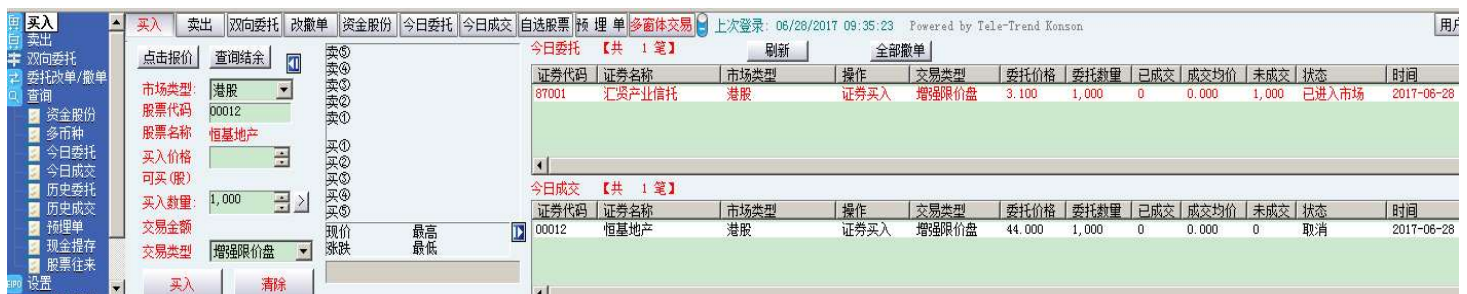 买入
卖出
双向委托
委托改单/撤单
查询
资金股份
多币种
今日委托
今日成交
历史委托
历史成交
预埋单
现金提存
股票往来
设置
买入 卖出 双向委托 改撤单 资金股份 今日委托 今日成交 自选股票 预 埋 单 多窗体交易 上次登录: 06/28/2017 09:35:23 Powered by Tele-Trend Konson
点击报价 查询结余
市场类型: 港股
股票代码 00012
股票名称 恒基地产
买入价格
可买(股)
买入数量: 1,000 >
交易金额
交易类型 增强限价盘
买入 清除
卖⑤
卖④
卖③
卖②
卖①
买①
买②
买③
买④
买⑤
现价 最高
涨跌 最低
今日委托 【共 1 笔】 刷新 全部撤单
证券代码 证券名称 市场类型 操作 交易类型 委托价格 委托数量 已成交 成交均价 未成交 状态 时间
87001 汇贤产业信托 港股 证券买入 增强限价盘 3.100 1,000 0 0.000 1,000 已进入市场 2017-06-28
今日成交 【共 1 笔】
证券代码 证券名称 市场类型 操作 交易类型 委托价格 委托数量 已成交 成交均价 未成交 状态 时间
00012 恒基地产 港股 证券买入 增强限价盘 44.000 1,000 0 0.000 0 取消 2017-06-28